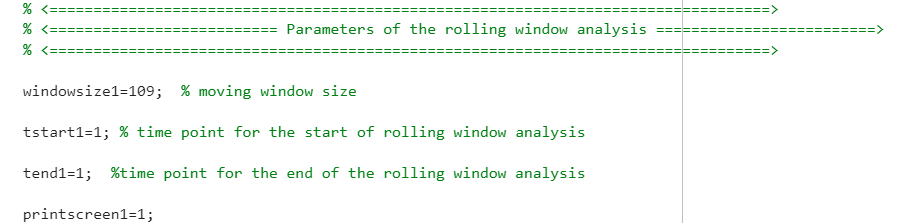 % <================================================================================>
% <========================= Parameters of the rolling window analysis ========================>
% <================================================================================>
windowsize1=109;  % moving window size
tstart1=1; % time point for the start of rolling window analysis
tend1=1;  %time point for the end of the rolling window analysis
printscreen1=1;